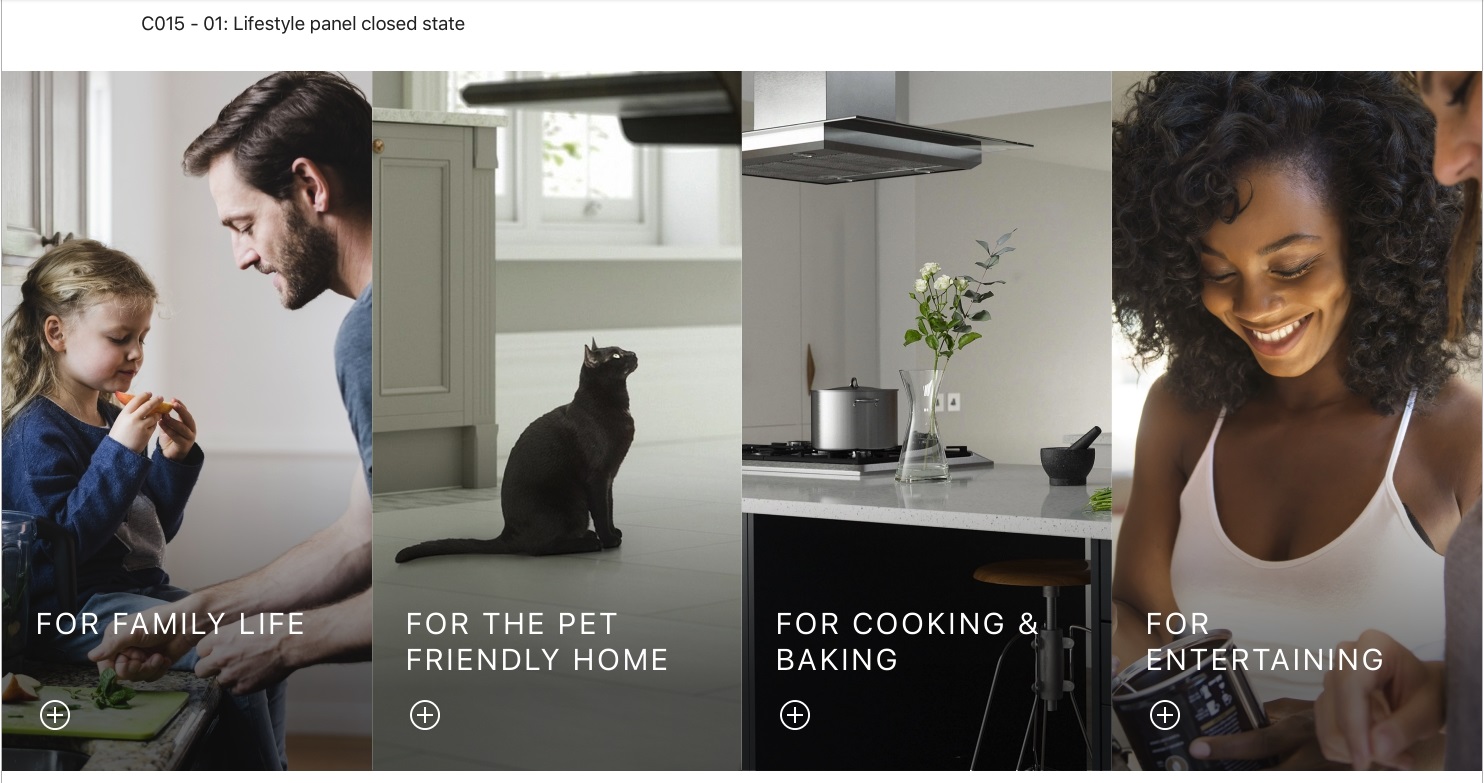 C015 - 01: Lifestyle panel closed state
FOR FAMILY LIFE
FOR THE PET
FRIENDLY HOME
FOR COOKING &
BAKING
FOR
ENTERTAINING